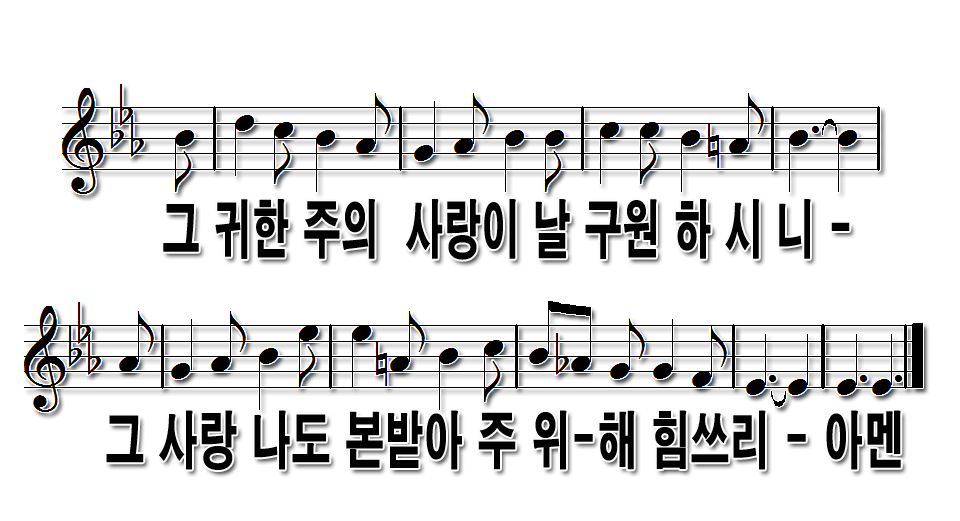 그 귀한 주의 사랑이 날 구원 하 시 니 -
그 사랑 나도 본받아 주 위-해 힘쓰리 - 아멘